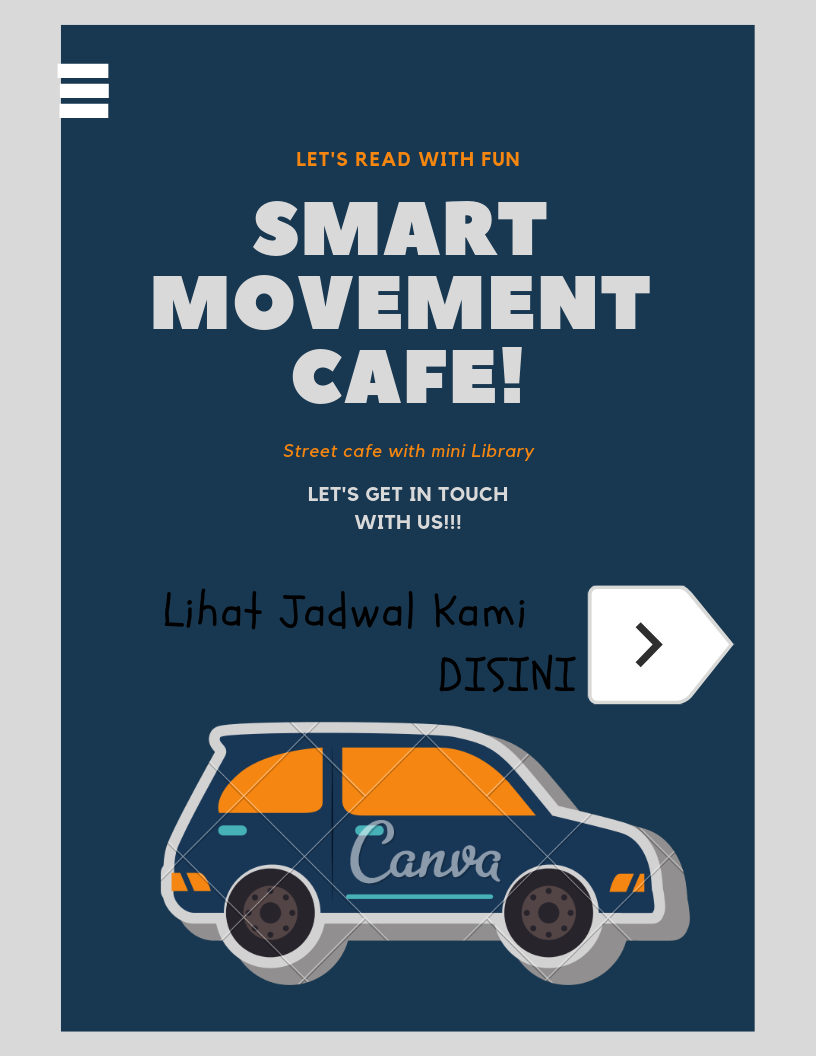 LET'S READ WITH FUN
SMART
MOVEMENT
CAFE!
Street cafe with mini Library
LET'S GET IN TOUCH
WITH US!!!
Lihat Jadwal Kami
DISINI
Canva